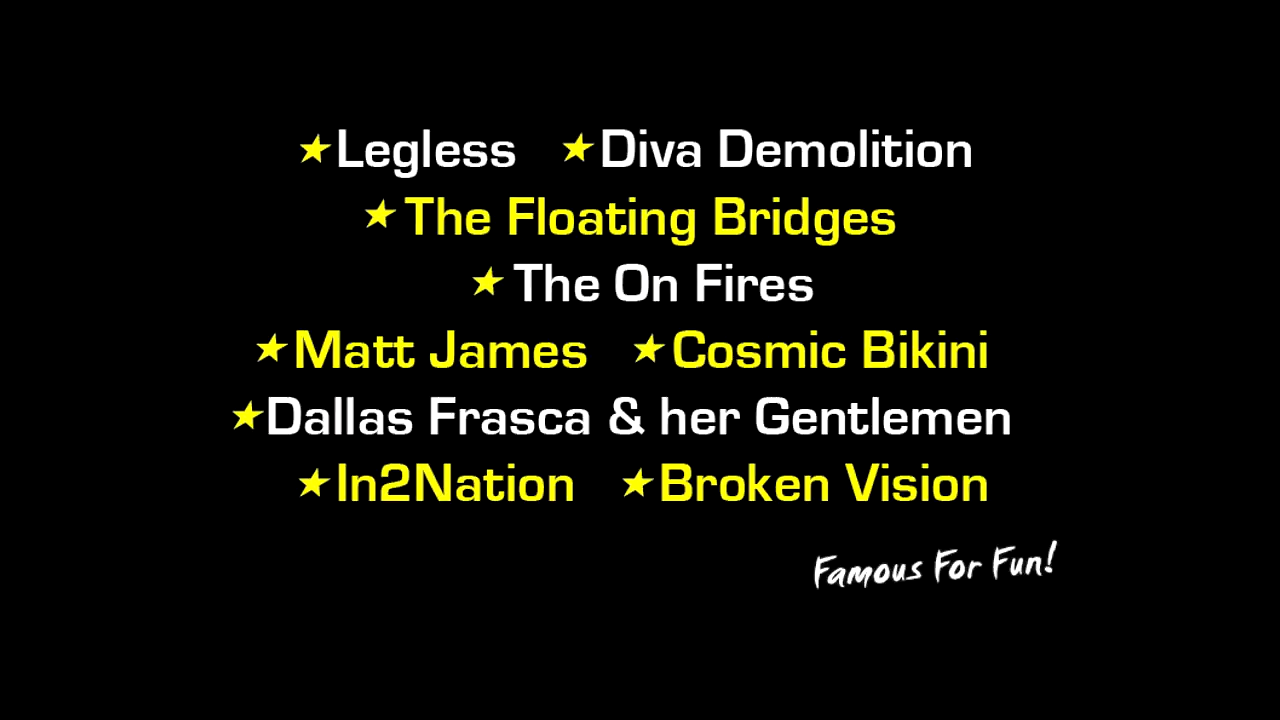 ★Legless ★Diva Demolition
★The Floating Bridges
★The On Fires
★Matt James ★Cosmic Bikini
★Dallas Frasca & her Gentlemen
★In2Nation ★Broken Vision
Famous For Fun!